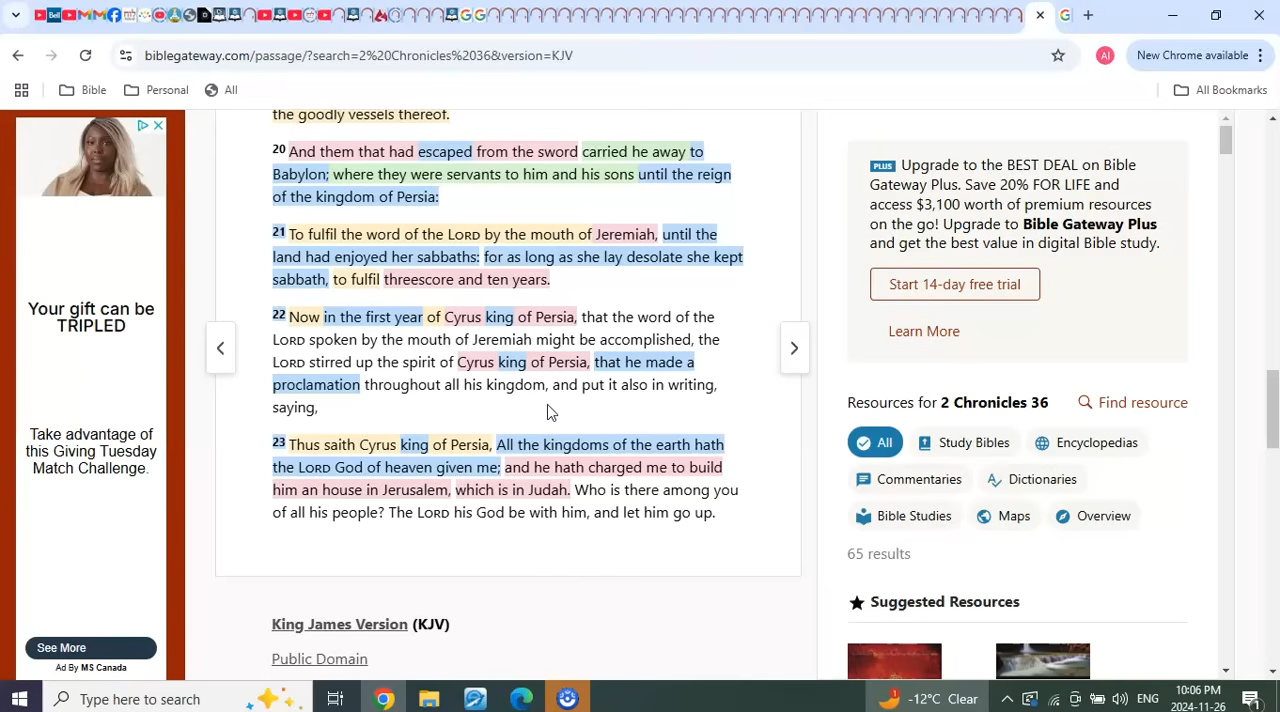 biblegateway.com/passage/?search=2%20Chronicles%2036&version=KJV
New Chrome available
Bible
Personal
All
All Bookmarks
the goodly vessels thereof.
20 And them that had escaped from the sword carried he away to
Babylon; where they were servants to him and his sons until the reign
of the kingdom of Persia:
21 To fulfil the word of the LORD by the mouth of Jeremiah, until the
land had enjoyed her sabbaths: for as long as she lay desolate she kept
sabbath, to fulfil threescore and ten years.
22 Now in the first year of Cyrus king of Persia, that the word of the
LORD spoken by the mouth of Jeremiah might be accomplished, the
LORD stirred up the spirit of Cyrus king of Persia, that he made a
proclamation throughout all his kingdom, and put it also in writing,
saying,
23 Thus saith Cyrus king of Persia, All the kingdoms of the earth hath
the LORD God of heaven given me; and he hath charged me to build
him an house in Jerusalem, which is in Judah. Who is there among you
of all his people? The LORD his God be with him, and let him go up.
King James Version (KJV)
Public Domain
Your gift can be
TRIPLED
Take advantage of
this Giving Tuesday
Match Challenge.
See More
Ad By MS Canada
PLUS Upgrade to the BEST DEAL on Bible
Gateway Plus. Save 20% FOR LIFE and
access $3,100 worth of premium resources
on the go! Upgrade to Bible Gateway Plus
and get the best value in digital Bible study.
Start 14-day free trial
Learn More
Resources for 2 Chronicles 36
Find resource
All
Study Bibles
Encyclopedias
Commentaries
Dictionaries
Bible Studies
Maps
Overview
65 results
Suggested Resources
Type here to search
-12°C Clear
ENG
10:06 PM
2024-11-26